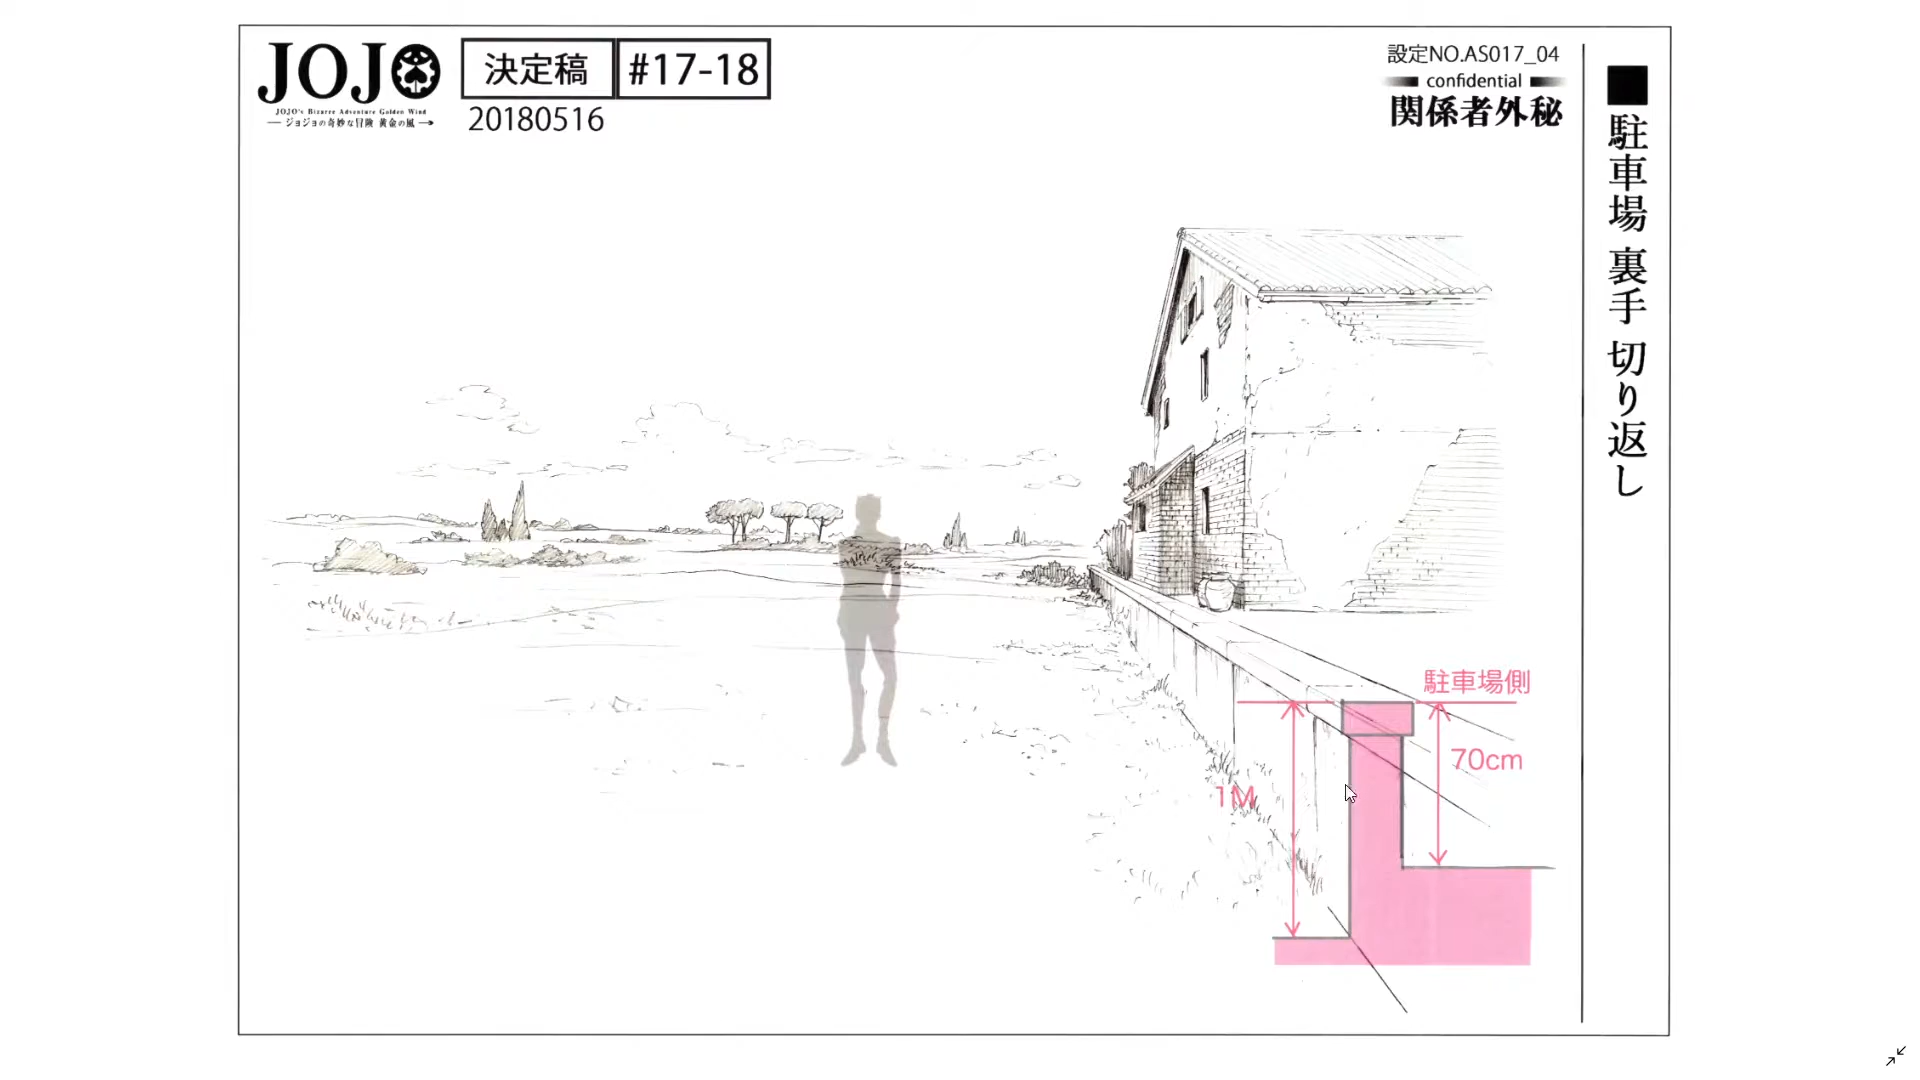 JOJO
JOJO's Bizarre Adventure Golden Wind
ジョジョの奇妙な冒険 黄金の風
決定稿
#17-18
20180516
設定NO.AS017_04
confidential
関係者外秘
■駐車場 裏手 切り返し
駐車場側
70cm
1M